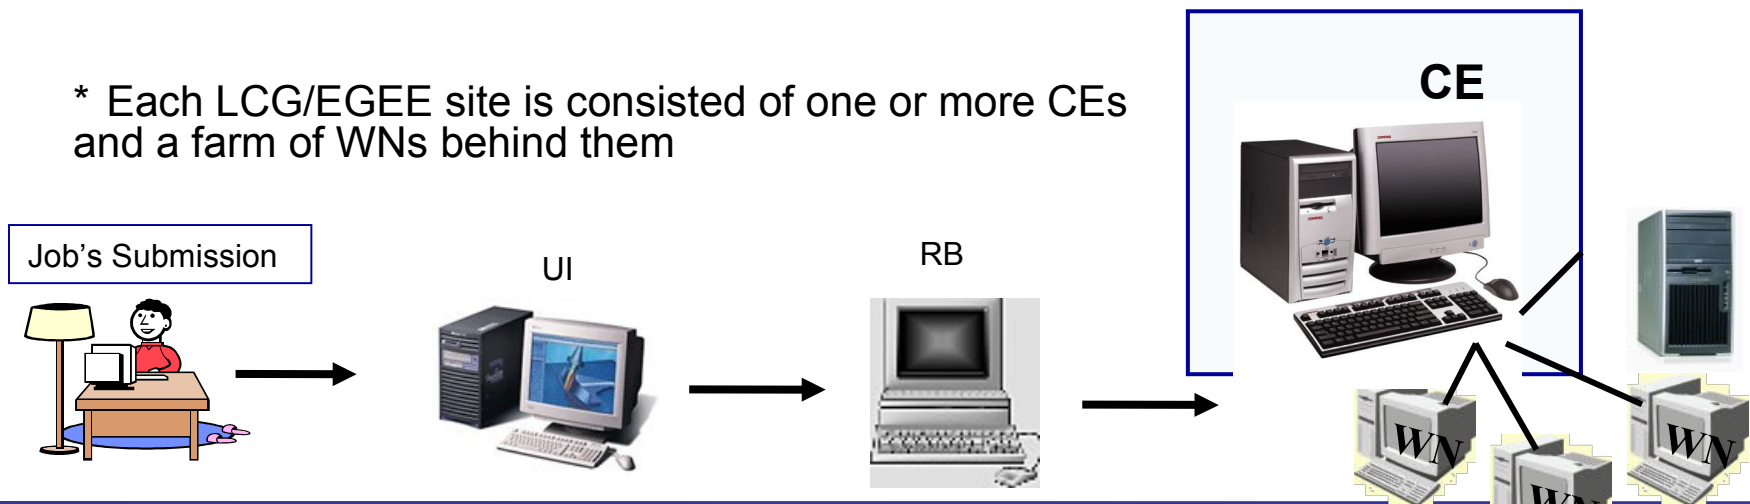 CE
* Each LCG/EGEE site is consisted of one or more CEs
and a farm of WNs behind them
Job's Submission
UI
RB
WN
WN
WN